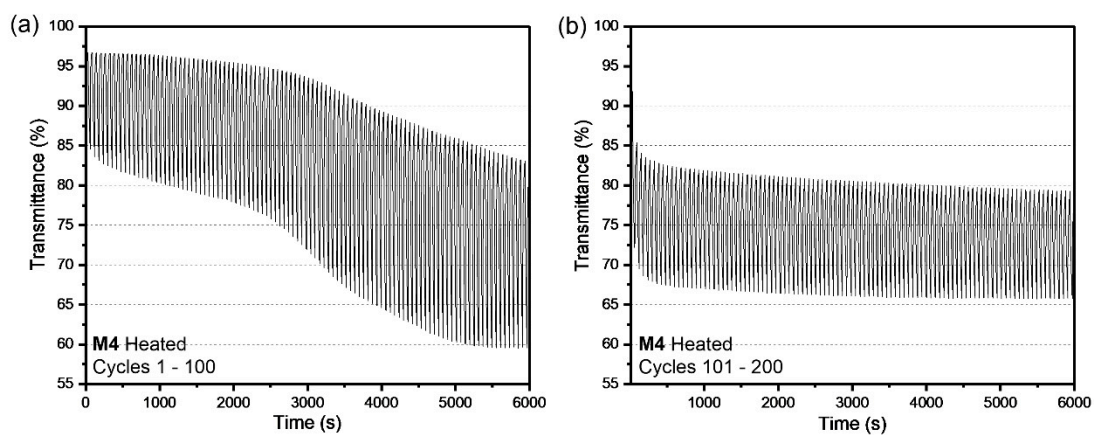 (a)
100
95
90
85
80
75
70
65
60
55
Transmittance (%)
M4 Heated
Cycles 1 - 100
0 1000 2000 3000 4000 5000 6000
Time (s)
(b)
100
95
90
85
80
75
70
65
60
55
Transmittance (%)
M4 Heated
Cycles 101 - 200
1000 2000 3000 4000 5000 6000
Time (s)